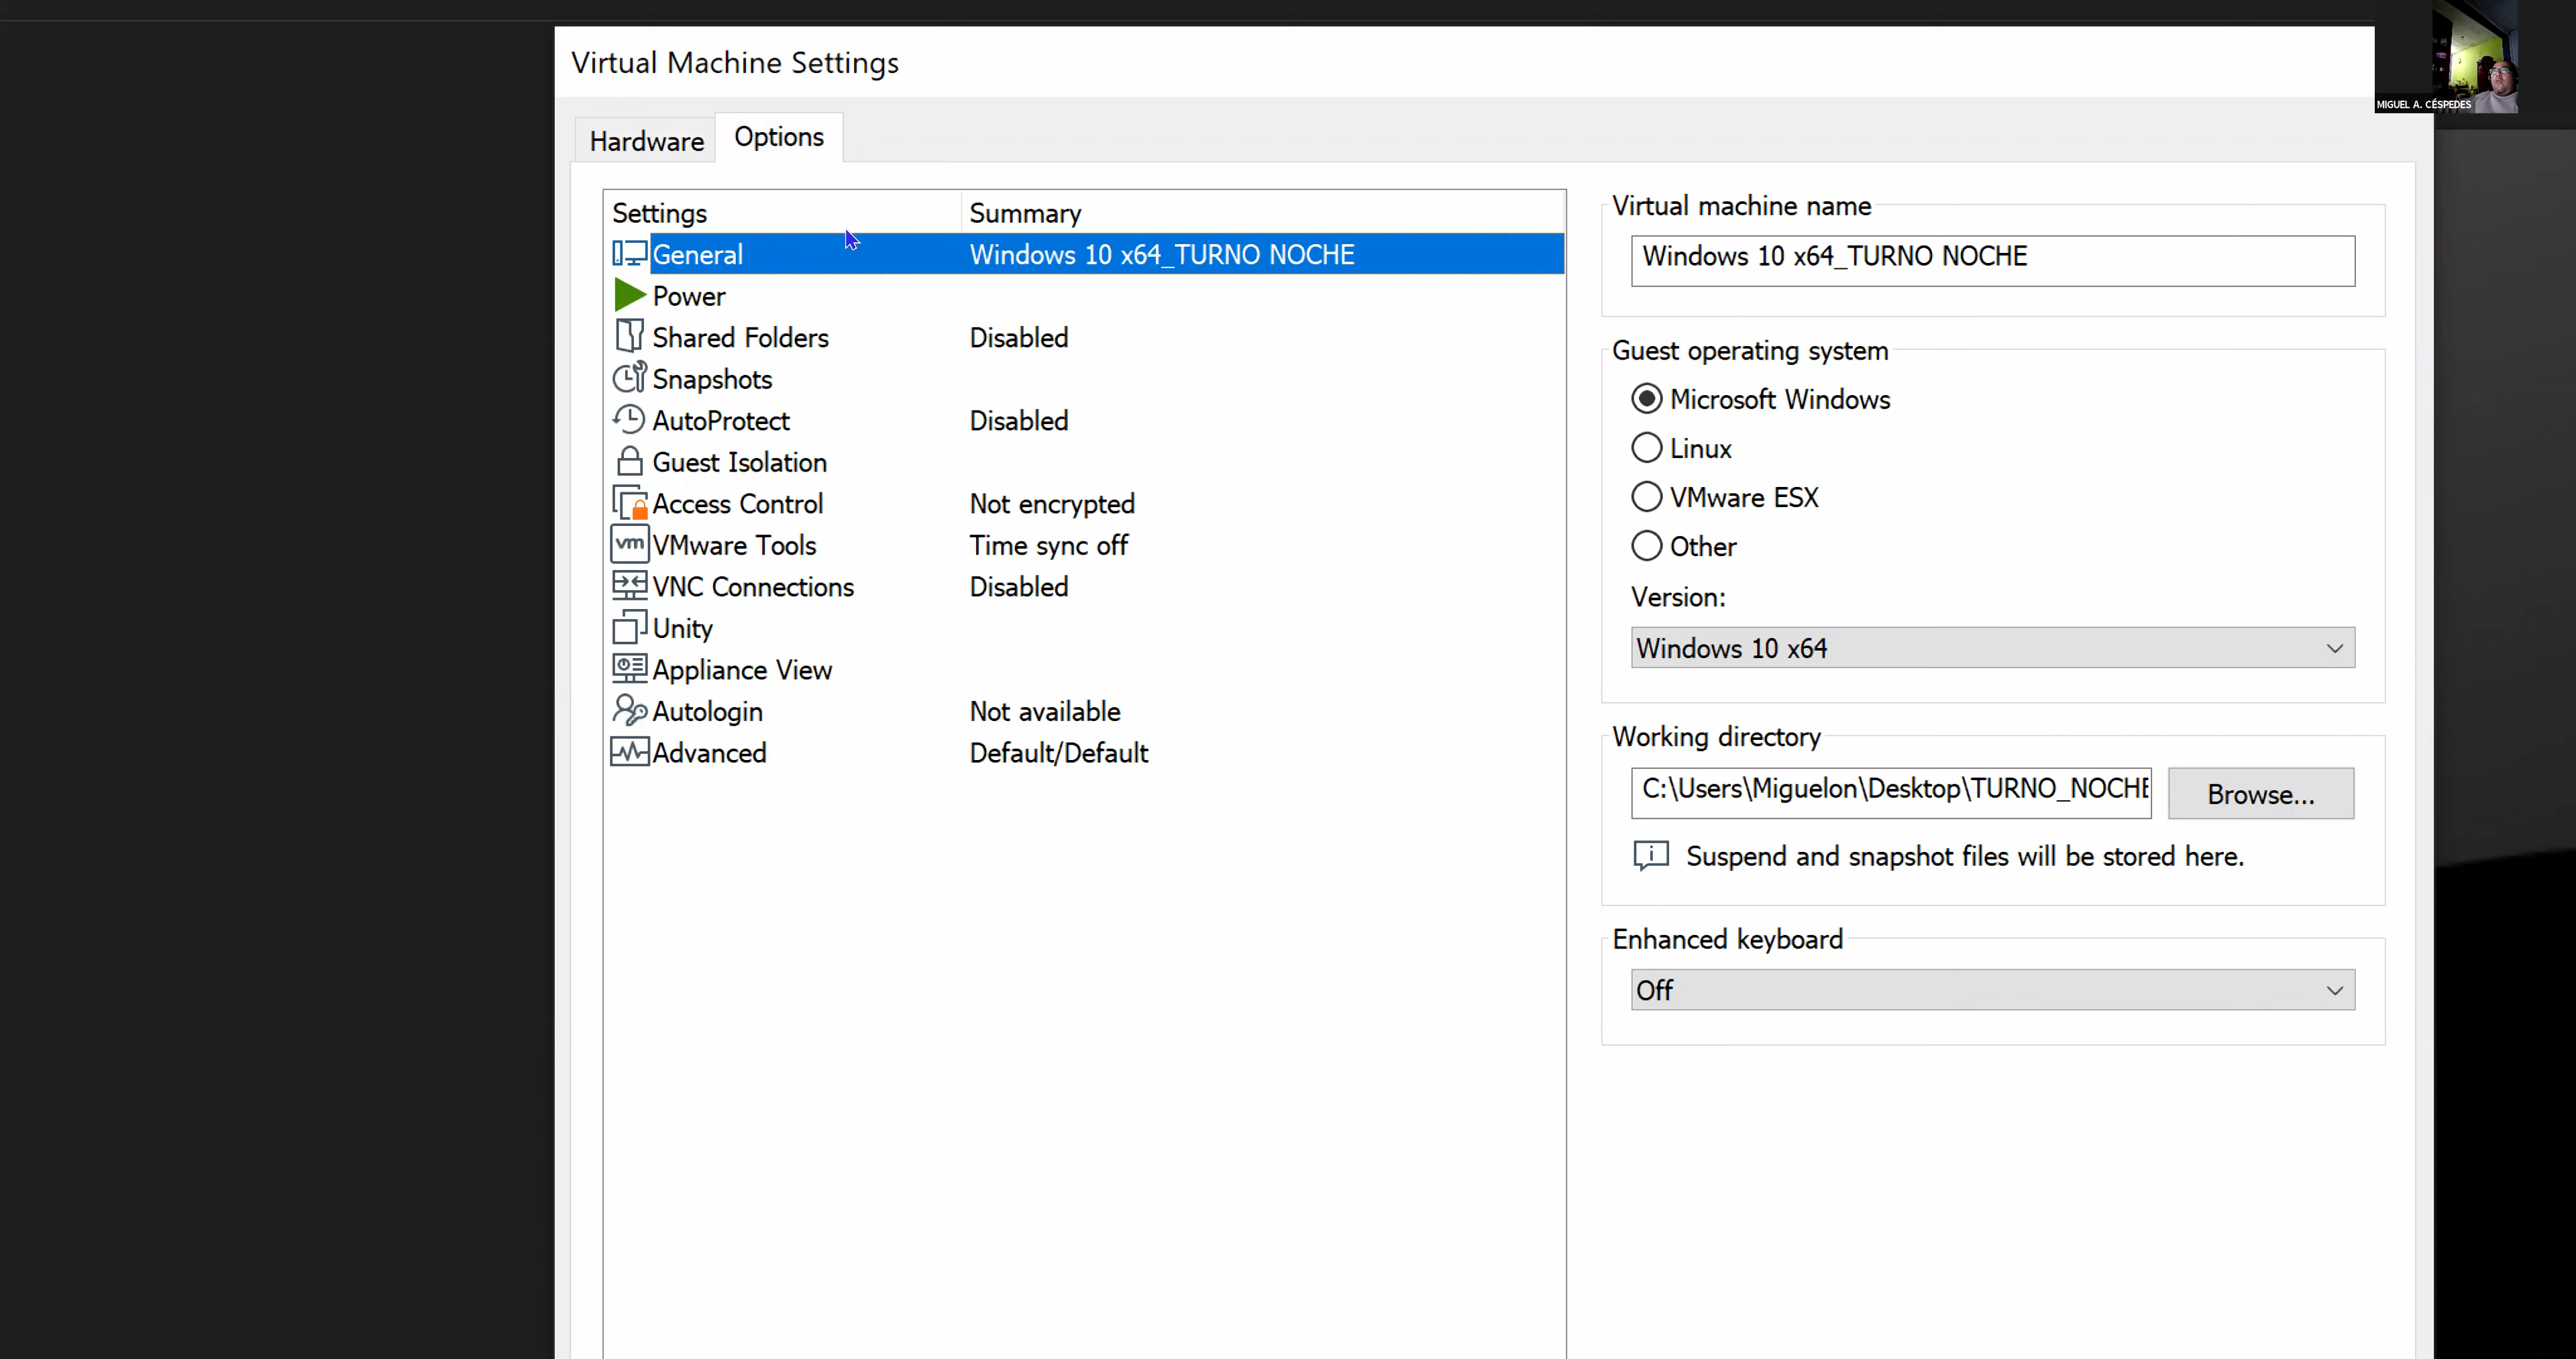 Virtual Machine Settings
MIGUEL A. CÉSPEDES
Hardware
Options
Settings
Summary
General
Windows 10 x64_TURNO NOCHE
Power
Shared Folders
Disabled
Snapshots
AutoProtect
Disabled
Guest Isolation
Access Control
Not encrypted
vm
VMware Tools
Time sync off
VNC Connections
Disabled
Unity
Appliance View
Autologin
Not available
Advanced
Default/Default
Virtual machine name
Windows 10 x64_TURNO NOCHE
Guest operating system
Microsoft Windows
Linux
VMware ESX
Other
Version:
Windows 10 x64
Working directory
C:\Users\Miguelon\Desktop\TURNO_NOCHE
Browse...
Suspend and snapshot files will be stored here.
Enhanced keyboard
Off